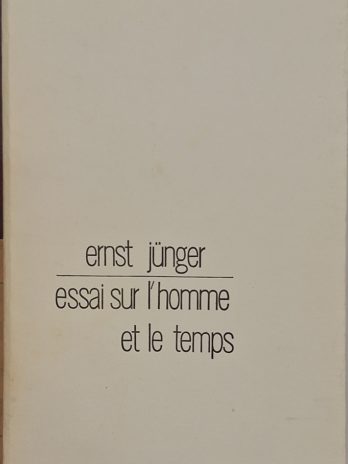 ernst jünger
essai sur l'homme
et le temps